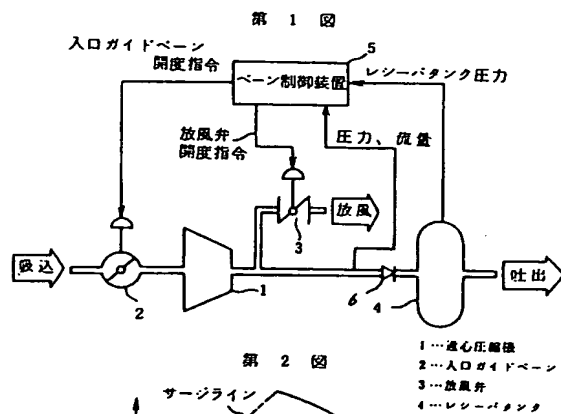 第 1 図
入口ガイドベーン
開度指令
5
ベーン制御装置
レシーバタンク圧力
放風弁
開度指令
圧力、流量
放風
3
吸込
2
1
6
4
吐出
1…遠心圧縮機
2…入口ガイドベーン
3…放風弁
4…レシーバタンク
第 2 図
サージライン